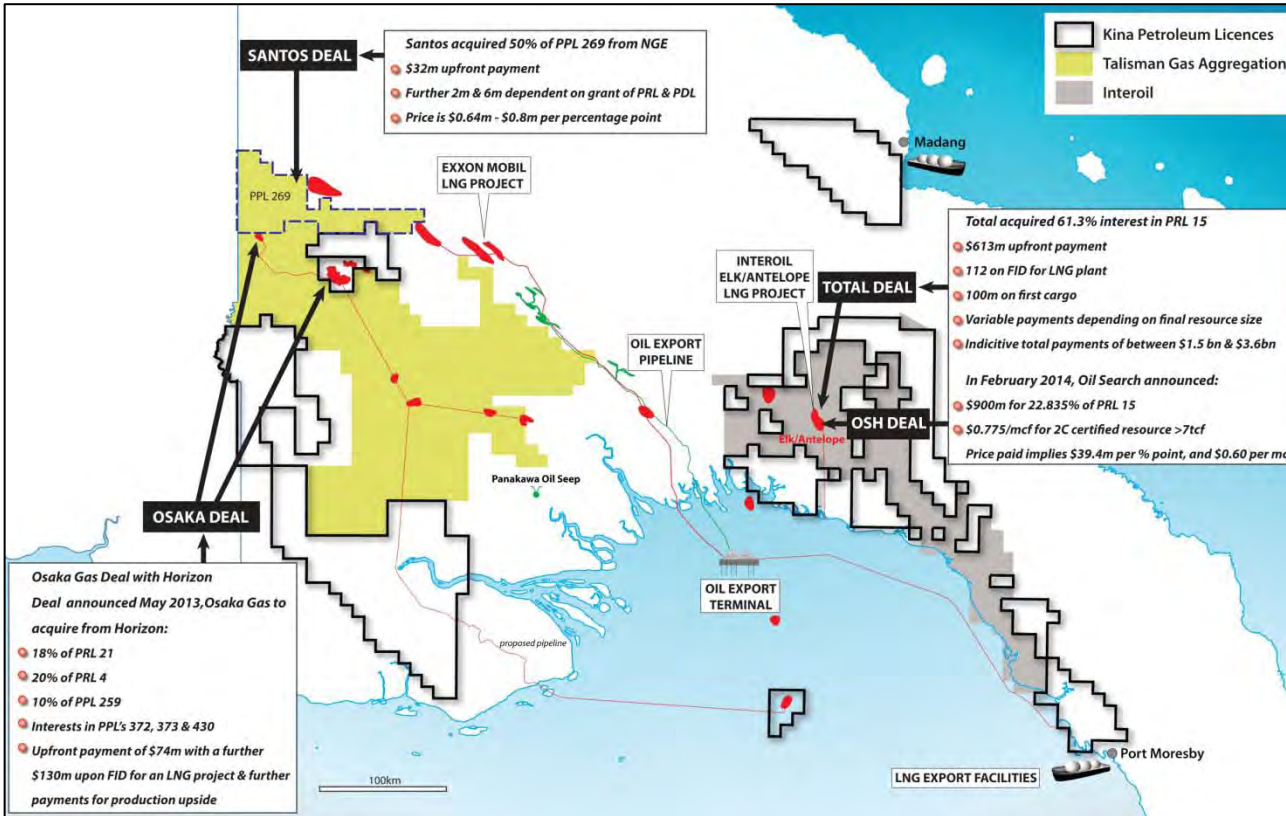 SANTOS DEAL
Santos acquired 50% of PPL 269 from NGE
$32m upfront payment
Further 2m & 6m dependent on grant of PRL & PDL
Price is $0.64m - $0.8m per percentage point
Kina Petroleum Licences
Talisman Gas Aggregation
Interoil
Madang
PPL 269
EXXON MOBIL
LNG PROJECT
INTEROIL
ELK/ANTELOPE
LNG PROJECT
TOTAL DEAL
Total acquired 61.3% interest in PRL 15
$613m upfront payment
112 on FID for LNG plant
100m on first cargo
Variable payments depending on final resource size
Indicitive total payments of between $1.5 bn & $3.6bn
In February 2014, Oil Search announced:
$900m for 22.835% of PRL 15
$0.775/mcf for 2C certified resource >7tcf
Price paid implies $39.4m per % point, and $0.60 per mc
OIL EXPORT
PIPELINE
OSH DEAL
Elk/Antelope
Panakawa Oil Seep
OSAKA DEAL
Osaka Gas Deal with Horizon
Deal announced May 2013,Osaka Gas to
acquire from Horizon:
18% of PRL 21
20% of PRL 4
10% of PPL 259
Interests in PPL's 372, 373 & 430
Upfront payment of $74m with a further
$130m upon FID for an LNG project & further
payments for production upside
OIL EXPORT
TERMINAL
proposed pipeline
100km
LNG EXPORT FACILITIES
Port Moresby